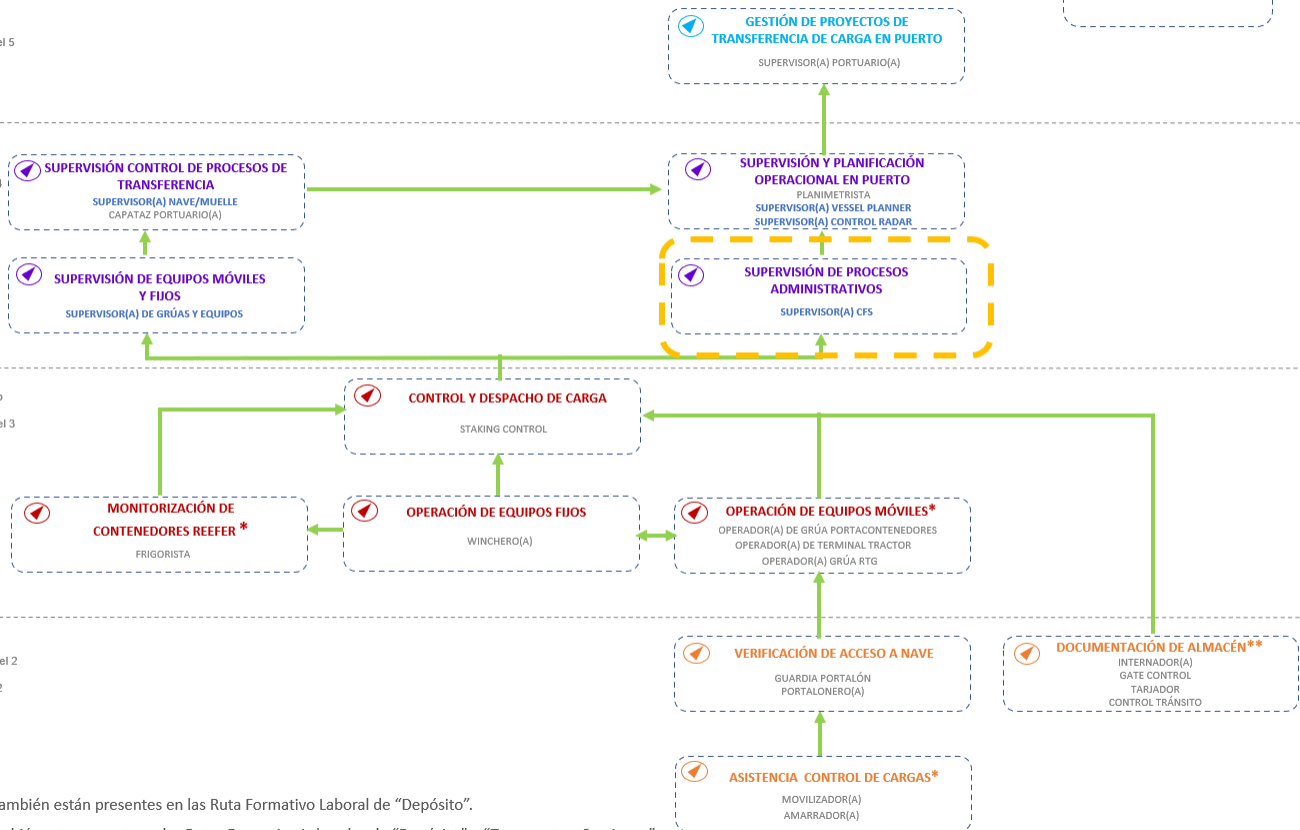 GESTIÓN DE PROYECTOS DE
TRANSFERENCIA DE CARGA EN PUERTO
SUPERVISOR(A) PORTUARIO(A)
el 5
SUPERVISIÓN CONTROL DE PROCESOS DE
TRANSFERENCIA
SUPERVISOR(A) NAVE/MUELLE
CAPATAZ PORTUARIO(A)
SUPERVISIÓN Y PLANIFICACIÓN
OPERACIONAL EN PUERTO
PLANIMETRISTA
SUPERVISOR(A) VESSEL PLANNER
SUPERVISOR(A) CONTROL RADAR
SUPERVISIÓN DE EQUIPOS MÓVILES
Y FIJOS
SUPERVISOR(A) DE GRÚAS Y EQUIPOS
SUPERVISIÓN DE PROCESOS
ADMINISTRATIVOS
SUPERVISOR(A) CFS
CONTROL Y DESPACHO DE CARGA
STAKING CONTROL
el 3
MONITORIZACIÓN DE
CONTENEDORES REEFER *
FRIGORISTA
OPERACIÓN DE EQUIPOS FIJOS
WINCHERO(A)
OPERACIÓN DE EQUIPOS MÓVILES*
OPERADOR(A) DE GRÚA PORTACONTENEDORES
OPERADOR(A) DE TERMINAL TRACTOR
OPERADOR(A) GRÚA RTG
el 2
2
VERIFICACIÓN DE ACCESO A NAVE
GUARDIA PORTALÓN
PORTALONERO(A)
DOCUMENTACIÓN DE ALMACÉN**
INTERNADOR(A)
GATE CONTROL
TARJADOR
CONTROL TRÁNSITO
ASISTENCIA CONTROL DE CARGAS*
MOVILIZADOR(A)
AMARRADOR(A)
ambién están presentes en las Ruta Formativo Laboral de “Depósito”.